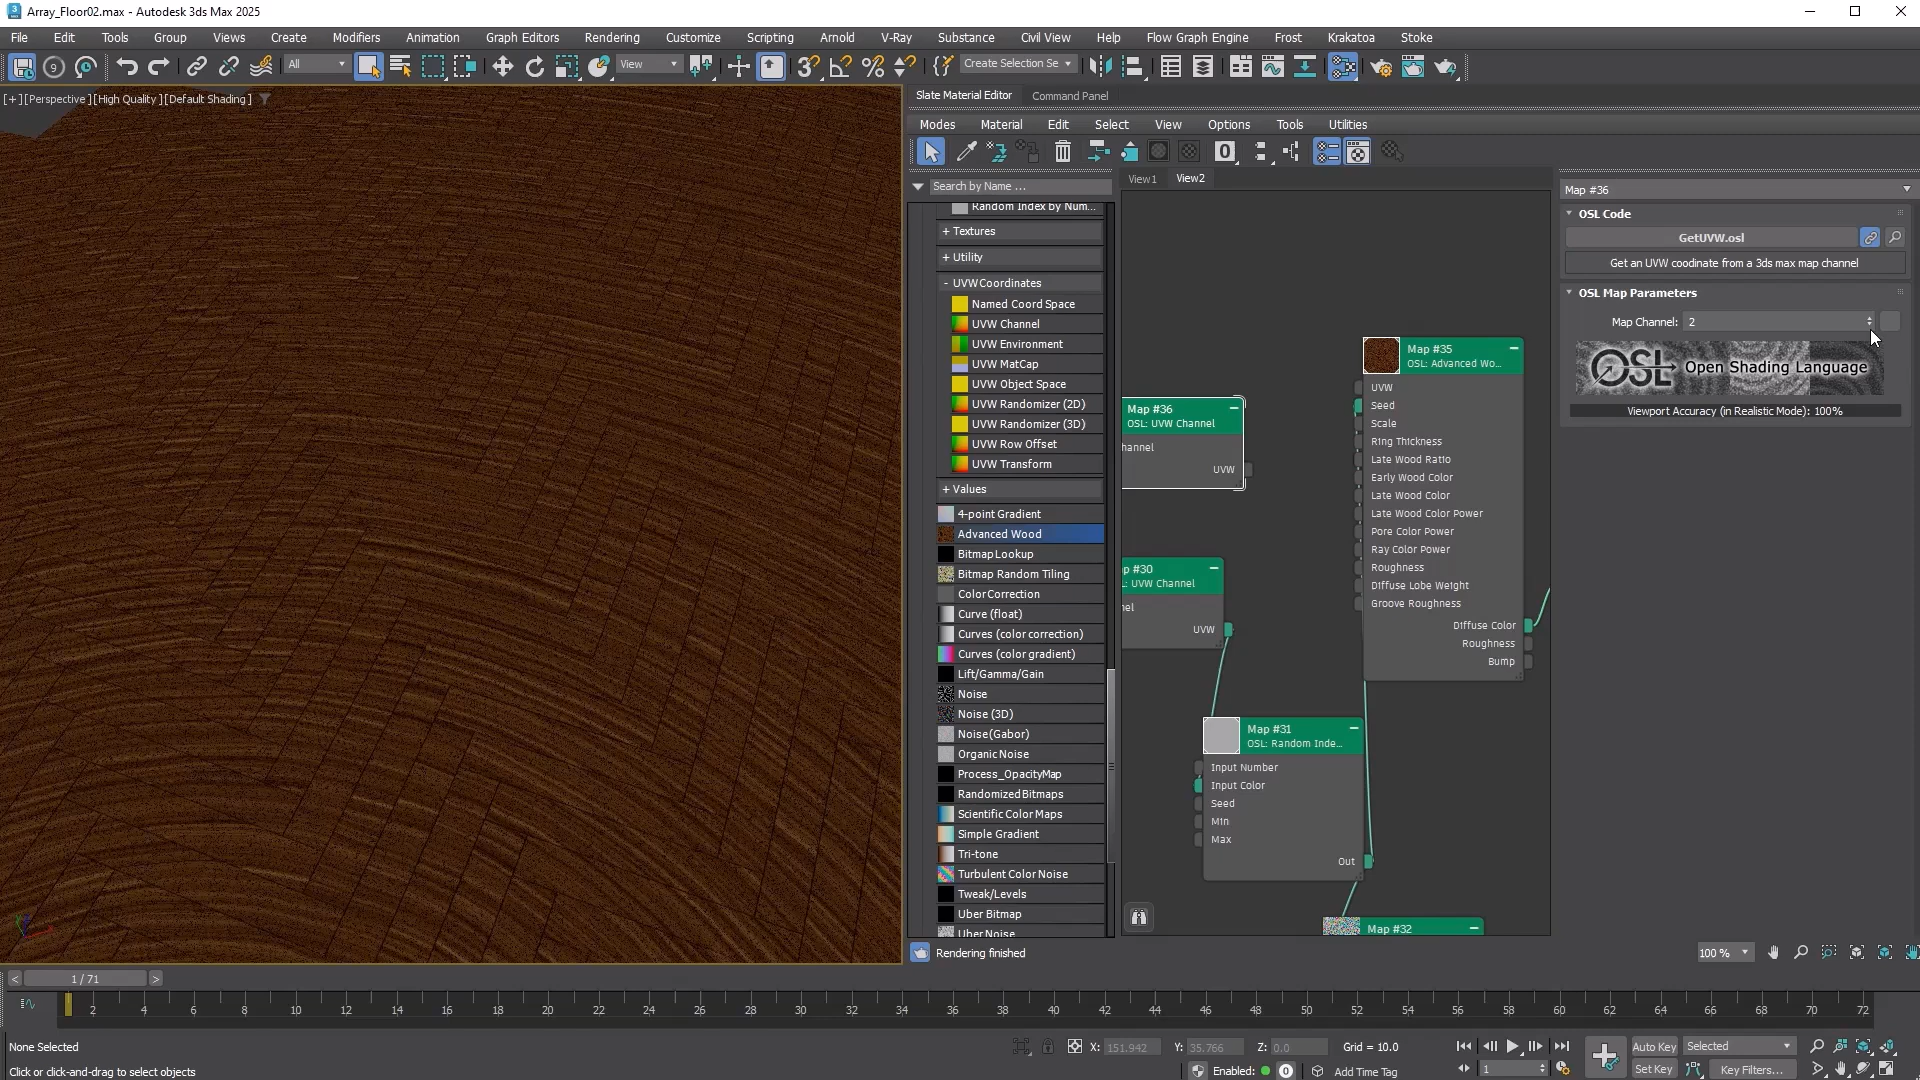 Array_Floor02.max - Autodesk 3ds Max 2025
File Edit Tools Group Views Create Modifiers Animation Graph Editors Rendering Customize Scripting Arnold V-Ray Substance Civil View Help Flow Graph Engine Frost Krakatoa Stoke
All View Create Selection Se
[+][Perspective][High Quality][Default Shading]
Slate Material Editor Command Panel
Modes Material Edit Select View Options Tools Utilities
View1 View2
Search by Name ...
Random Index by Num...
+ Textures
+ Utility
- UVW Coordinates
Named Coord Space
UVW Channel
UVW Environment
UVW MatCap
UVW Object Space
UVW Randomizer (2D)
UVW Randomizer (3D)
UVW Row Offset
UVW Transform
+ Values
4-point Gradient
Advanced Wood
Bitmap Lookup
Bitmap Random Tiling
Color Correction
Curve (float)
Curves (color correction)
Curves (color gradient)
Lift/Gamma/Gain
Noise
Noise (3D)
Noise (Gabor)
Organic Noise
Process_OpacityMap
Randomized Bitmaps
Scientific Color Maps
Simple Gradient
Tri-tone
Turbulent Color Noise
Tweak/Levels
Uber Bitmap
Uber Noise
Map #36
OSL: UVW Channel
hannel
UVW
p #30
L: UVW Channel
nel
UVW
Map #31
OSL: Random Inde...
Input Number
Input Color
Seed
Min
Max
Out
Map #32
Map #35
OSL: Advanced Wo...
UVW
Seed
Scale
Ring Thickness
Late Wood Ratio
Early Wood Color
Late Wood Color
Late Wood Color Power
Pore Color Power
Ray Color Power
Roughness
Diffuse Lobe Weight
Groove Roughness
Diffuse Color
Roughness
Bump
Map #36
OSL Code
GetUVW.osl
Get an UVW coodinate from a 3ds max map channel
OSL Map Parameters
Map Channel: 2
OSL Open Shading Language
Viewport Accuracy (in Realistic Mode): 100%
Rendering finished
100 %
< 1 / 71 >
2 4 6 8 10 12 14 16 18 20 22 24 26 28 30 32 34 36 38 40 42 44 46 48 50 52 54 56 58 60 62 64 66 68 70 72
None Selected
X: 151.942 Y: 35.766 Z: 0.0 Grid = 10.0
Auto Key Selected
Click or click-and-drag to select objects
Enabled: 0 Add Time Tag
1
Set Key Key Filters...